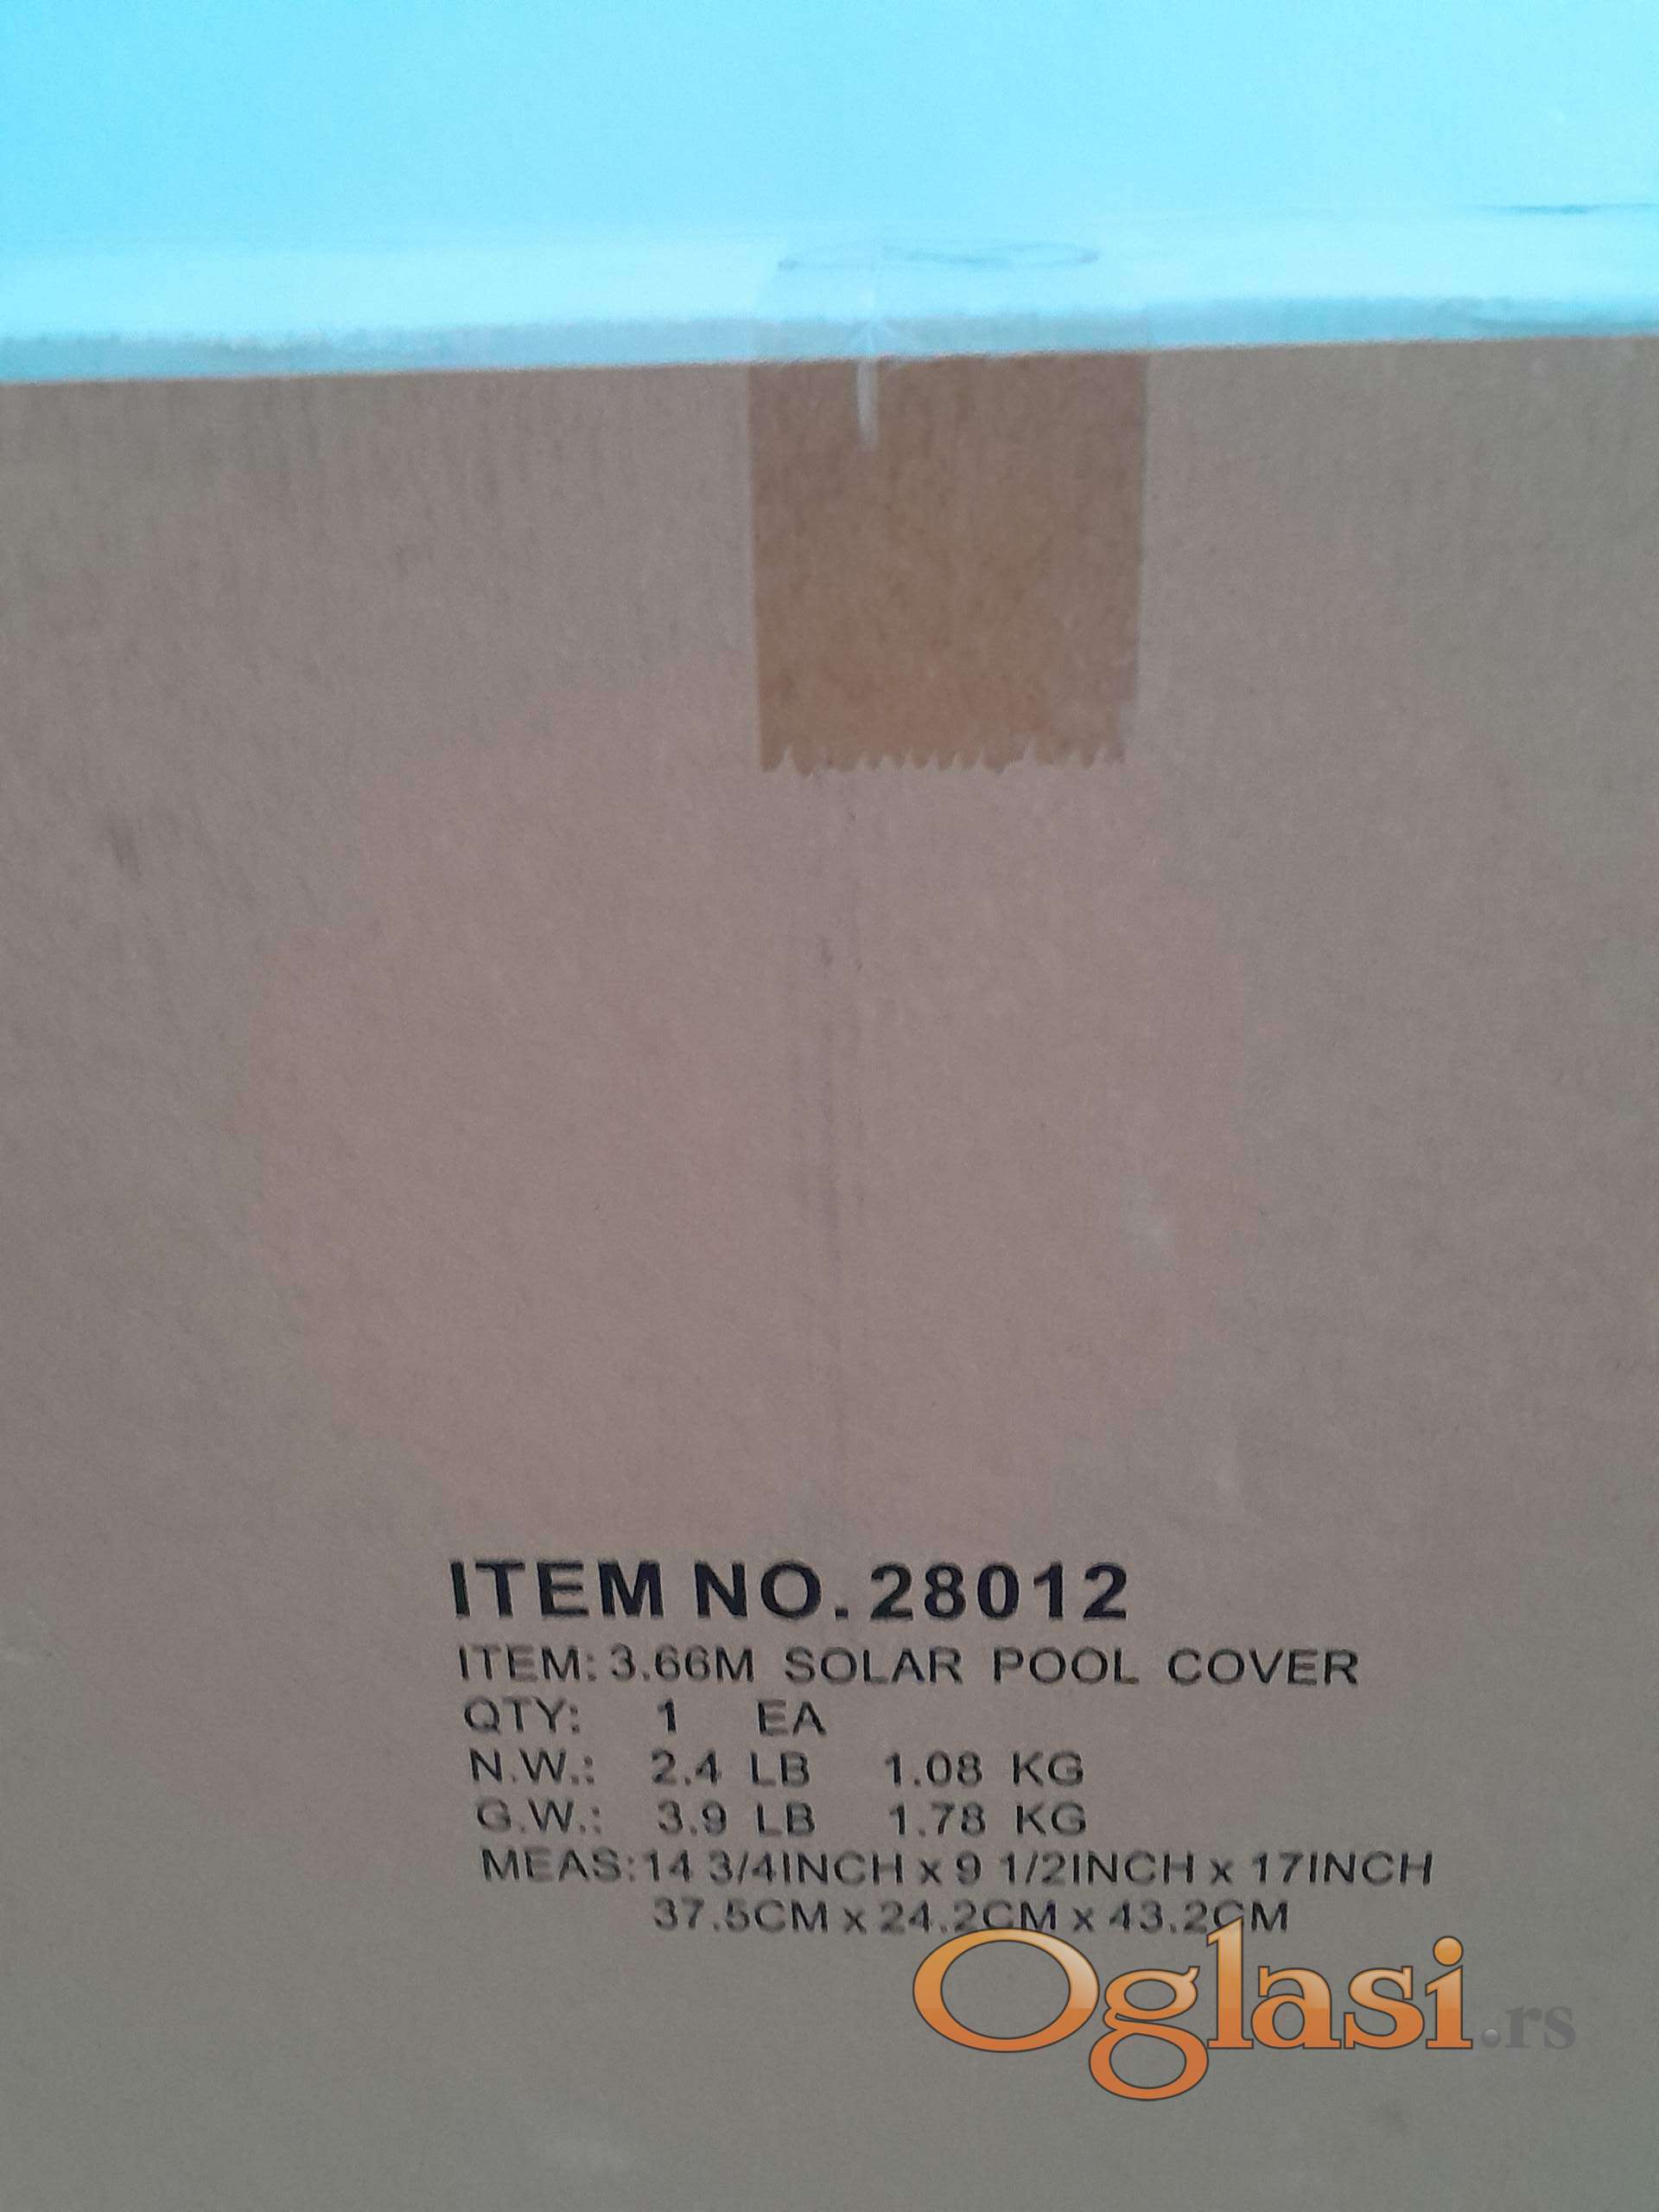 ITEM NO.28012
ITEM: 3.66M SOLAR POOL COVER
QTY: 1 EA
N.W.: 2.4 LB 1.08 KG
G.W.: 3.9 LB 1.78 KG
MEAS: 14 3/4INCH x 9 1/2INCH x 17INCH
37.5CM x 24.2CM x 43.2CM
Oglasi.rs